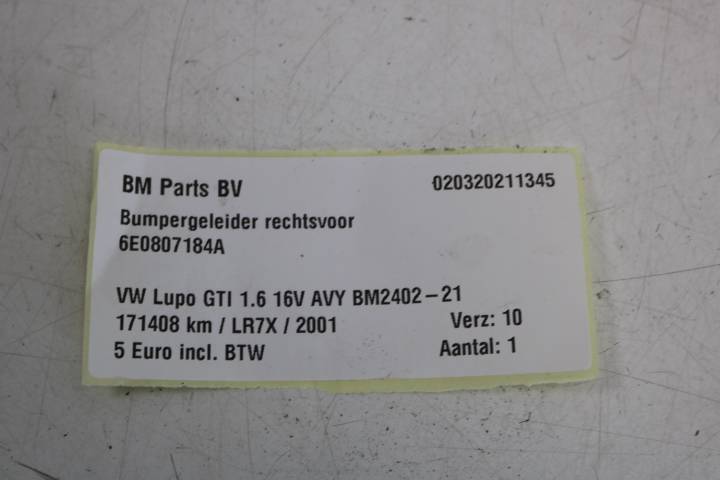 BM Parts BV 020320211345
Bumpergeleider rechtsvoor
6E0807184A
VW Lupo GTI 1.6 16V AVY BM2402-21
171408 km / LR7X / 2001 Verz: 10
5 Euro incl. BTW Aantal: 1